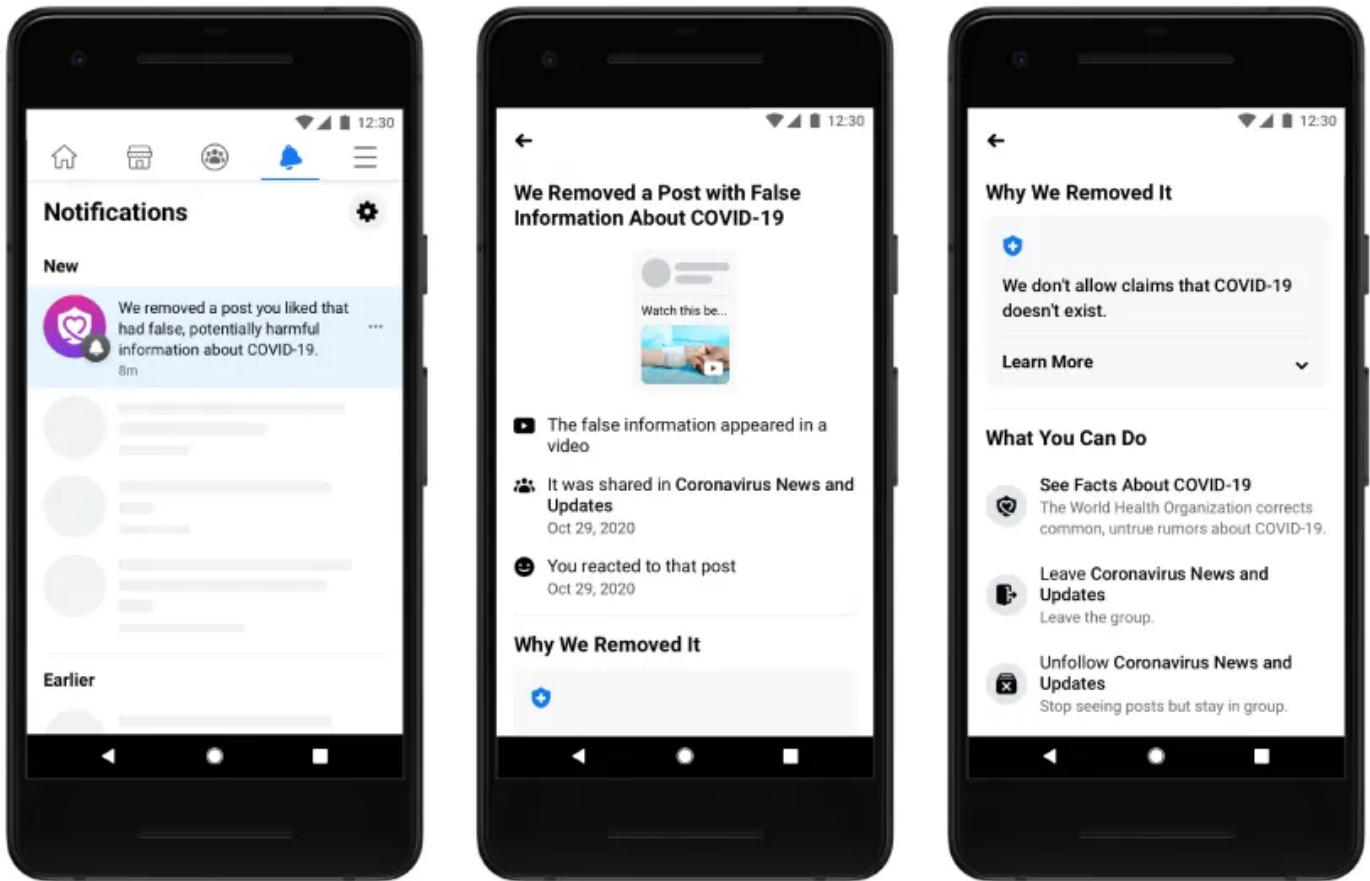 12:30
Notifications
New
We removed a post you liked that
had false, potentially harmful
information about COVID-19.
8m
Earlier
12:30
We Removed a Post with False
Information About COVID-19
Watch this be...
The false information appeared in a
video
It was shared in Coronavirus News and
Updates
Oct 29, 2020
You reacted to that post
Oct 29, 2020
Why We Removed It
12:30
Why We Removed It
We don't allow claims that COVID-19
doesn't exist.
Learn More
What You Can Do
See Facts About COVID-19
The World Health Organization corrects
common, untrue rumors about COVID-19.
Leave Coronavirus News and
Updates
Leave the group.
Unfollow Coronavirus News and
Updates
Stop seeing posts but stay in group.